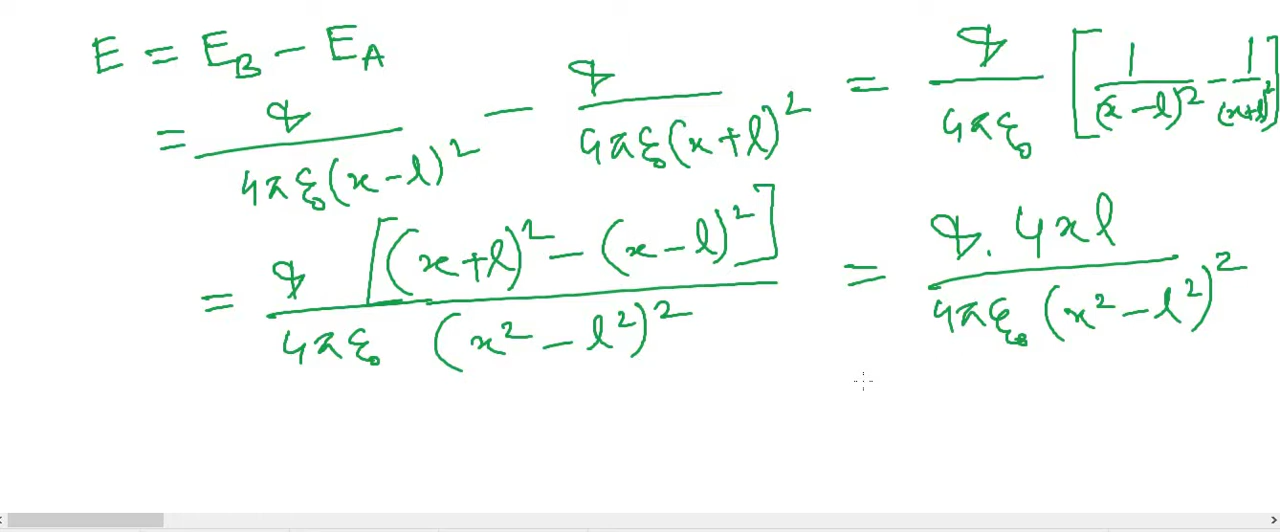 E = E_B − E_A
= q / 4πε₀(x−l)² − q / 4πε₀(x+l)² = q / 4πε₀ [1/(x−l)² − 1/(x+l)²]
= q [(x+l)² − (x−l)²] / 4πε₀ (x² − l²)² = q. 4xl / 4πε₀ (x² − l²)²